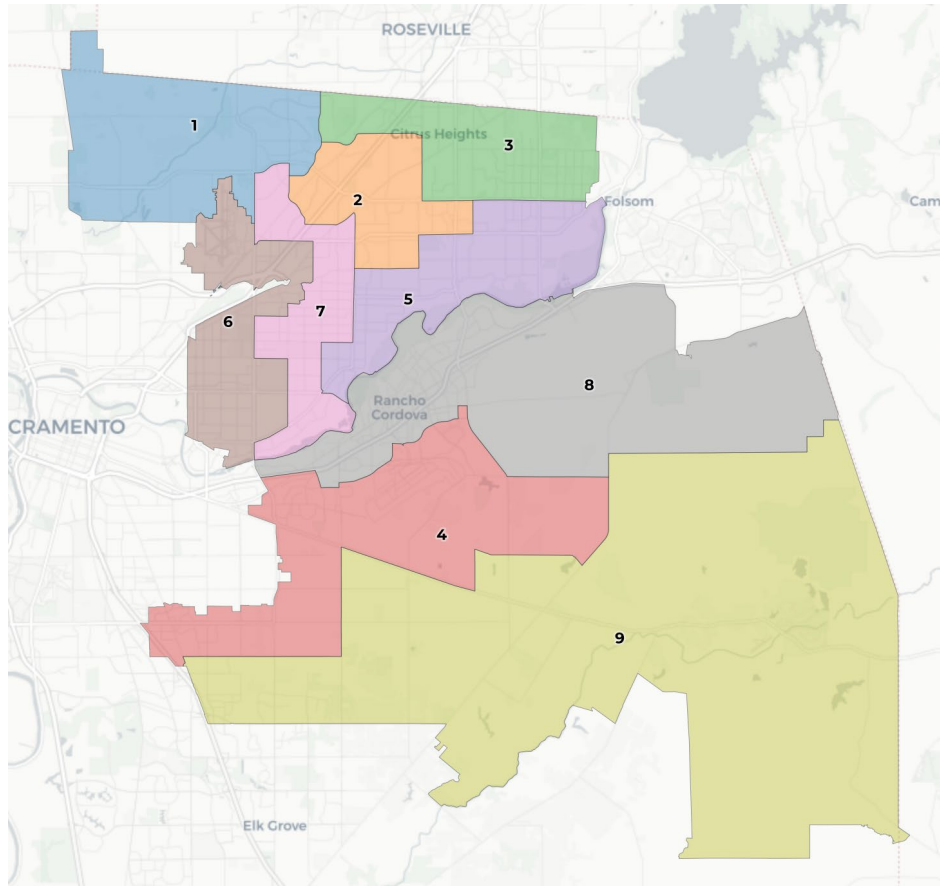 ROSEVILLE
1
Citrus Heights
3
2
Folsom
Cam
5
7
6
8
Rancho
Cordova
CRAMENTO
4
9
Elk Grove